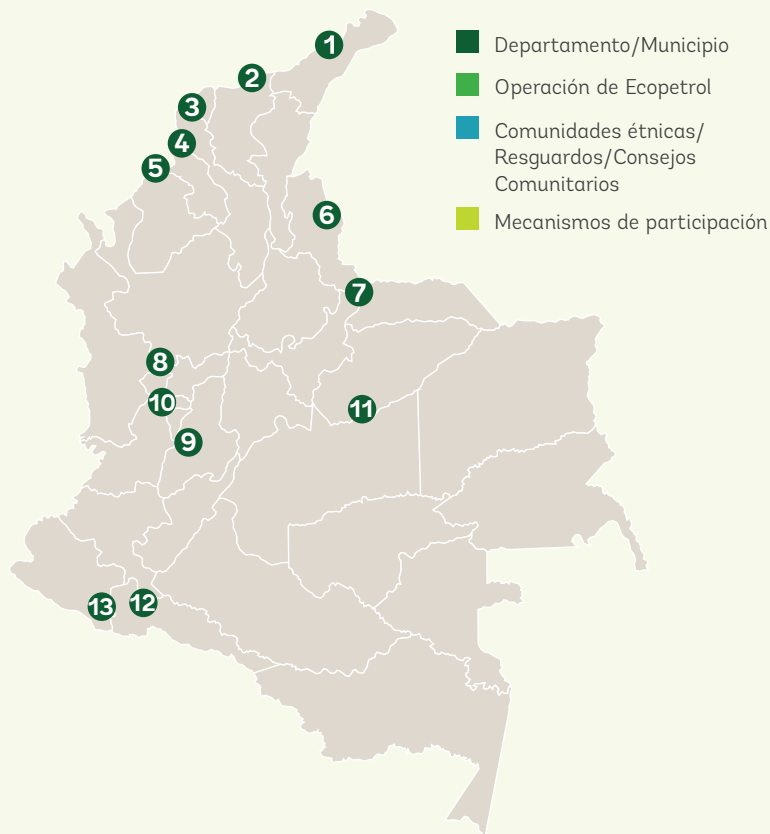 1
2
3
4
5
6
7
8
10
9
11
12
13
Departamento/Municipio
Operación de Ecopetrol
Comunidades étnicas/
Resguardos/Consejos
Comunitarios
Mecanismos de participación